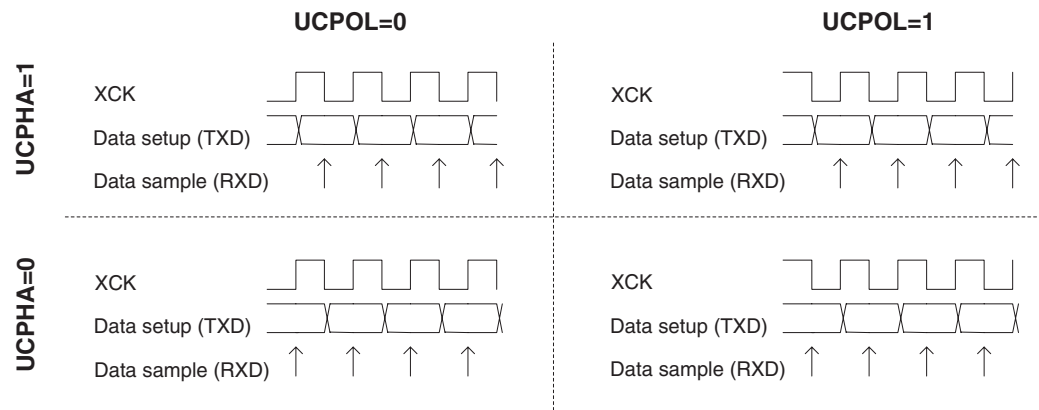 UCPOL=0
UCPOL=1
UCPHA=1
XCK
Data setup (TXD)
Data sample (RXD)
XCK
Data setup (TXD)
Data sample (RXD)
UCPHA=0
XCK
Data setup (TXD)
Data sample (RXD)
XCK
Data setup (TXD)
Data sample (RXD)